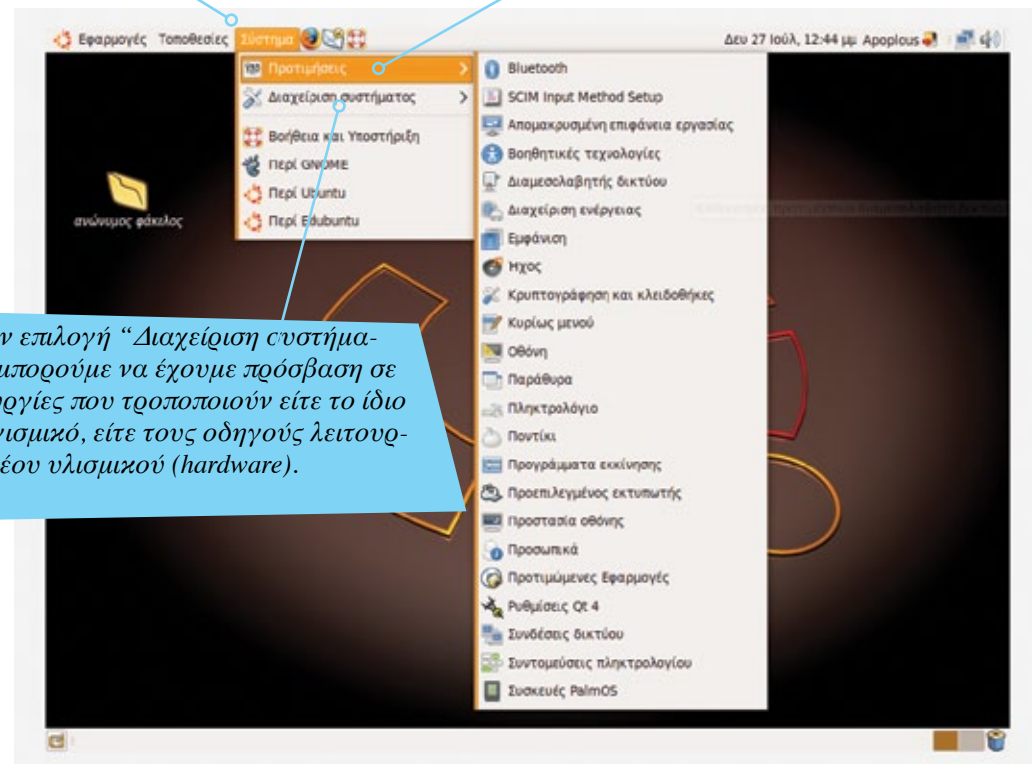 Εφαρμογές Τοποθεσίες Σύστημα
Δευ 27 Ιούλ, 12:44 μμ Apoplous
Προτιμήσεις
Διαχείριση συστήματος
Βοήθεια και Υποστήριξη
Περί GNOME
Περί Ubuntu
Περί Edubuntu
Bluetooth
SCIM Input Method Setup
Απομακρυσμένη επιφάνεια εργασίας
Βοηθητικές τεχνολογίες
Διαμεσολαβητής δικτύου
Διαχείριση ενέργειας
Εμφάνιση
Ήχος
Κρυπτογράφηση και κλειδοθήκες
Κυρίως μενού
Οθόνη
Παράθυρα
Πληκτρολόγιο
Ποντίκι
Προγράμματα εκκίνησης
Προεπιλεγμένος εκτυπωτής
Προστασία οθόνης
Προσωπικά
Προτιμώμενες Εφαρμογές
Ρυθμίσεις Qt 4
Συνδέσεις δικτύου
Συντομεύσεις πληκτρολογίου
Συσκευές PalmOS
ανώνυμος φάκελος
ν επιλογή “Διαχείριση συστήμα-
μπορούμε να έχουμε πρόσβαση σε
ργίες που τροποποιούν είτε το ίδιο
γισμικό, είτε τους οδηγούς λειτουρ-
έου υλισμικού (hardware).